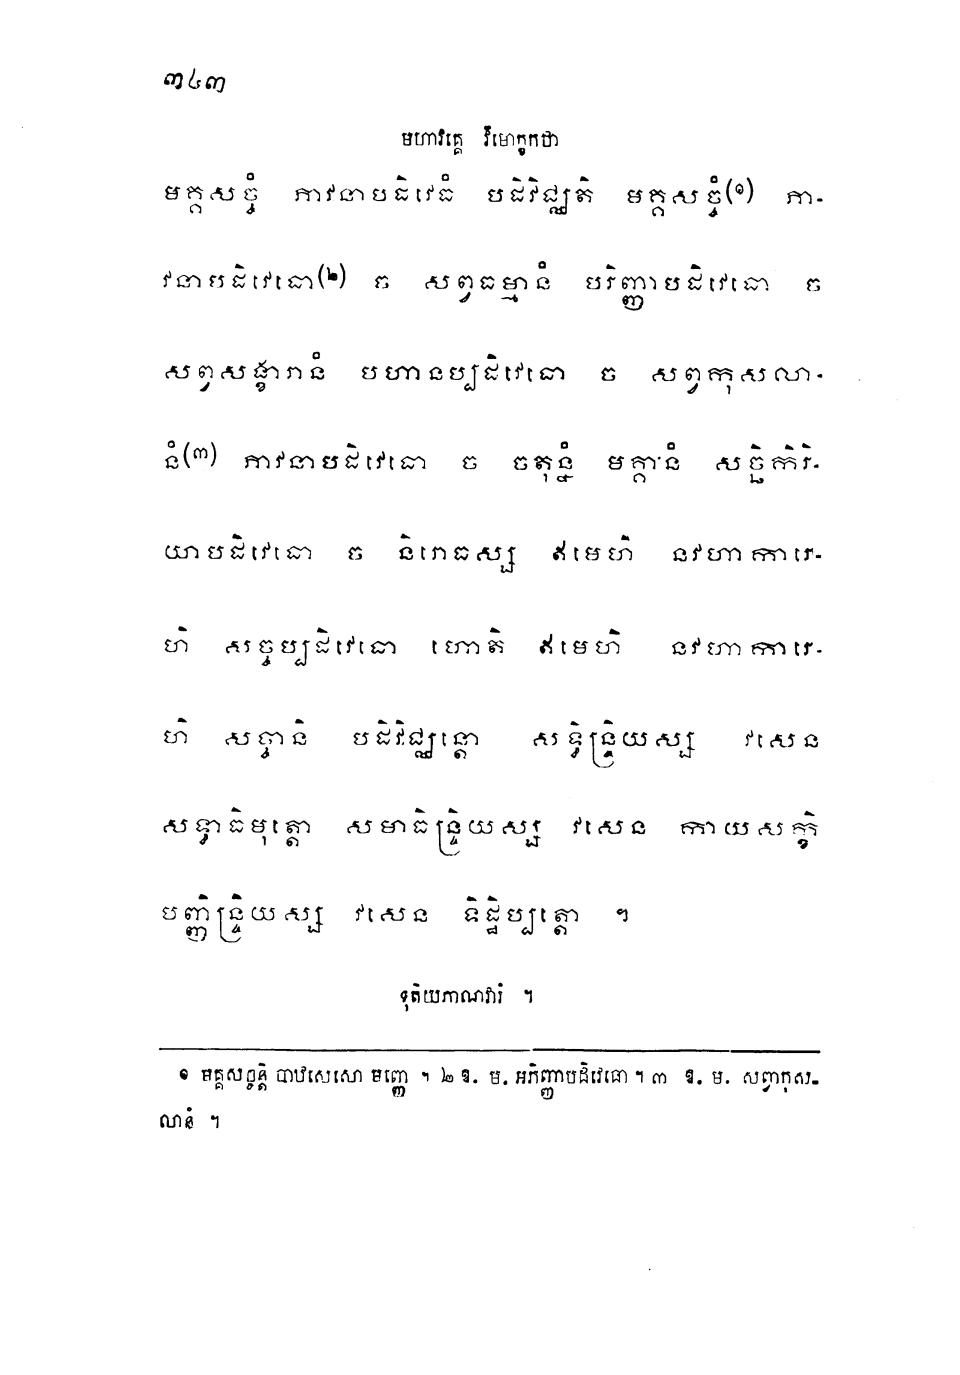 ៣៤៣
មហាវគ្គេ វិមោក្ខកថា
មគ្គសច្ចំ ភាវនាបដិវេធំ បដិវិជ្ឈតិ មគ្គសច្ចំ(១) ភា-
វនាបដិវេធោ(២) ច សព្វធម្មានំ បរិញ្ញាបដិវេធោ ច
សព្វសង្ខារានំ បហានប្បដិវេធោ ច សព្វកុសលា-
នំ(៣) ភាវនាបដិវេធោ ច ចតុន្នំ មគ្គានំ សច្ឆិកិរិ-
យាបដិវេធោ ច និរោធស្ស ឥមេហិ នវហាការេ-
ហិ សច្ចប្បដិវេធោ ហោតិ ឥមេហិ នវហាការេ-
ហិ សច្ចានិ បដិវិជ្ឈន្តោ សទ្ធិន្ទ្រិយស្ស វសេន
សទ្ធាធិមុត្តោ សមាធិន្ទ្រិយស្ស វសេន កាយសក្ខិ
បញ្ញិន្ទ្រិយស្ស វសេន ទិដ្ឋិប្បត្តោ ។
ទុតិយភាណវារំ ។
១ មគ្គសច្ចន្តិ បាឋសេសោ មញ្ញេ ។ ២ ឱ. ម. អភិញ្ញាបដិវេធោ ។ ៣ ឱ. ម. សព្វាកុស-
លានំ ។